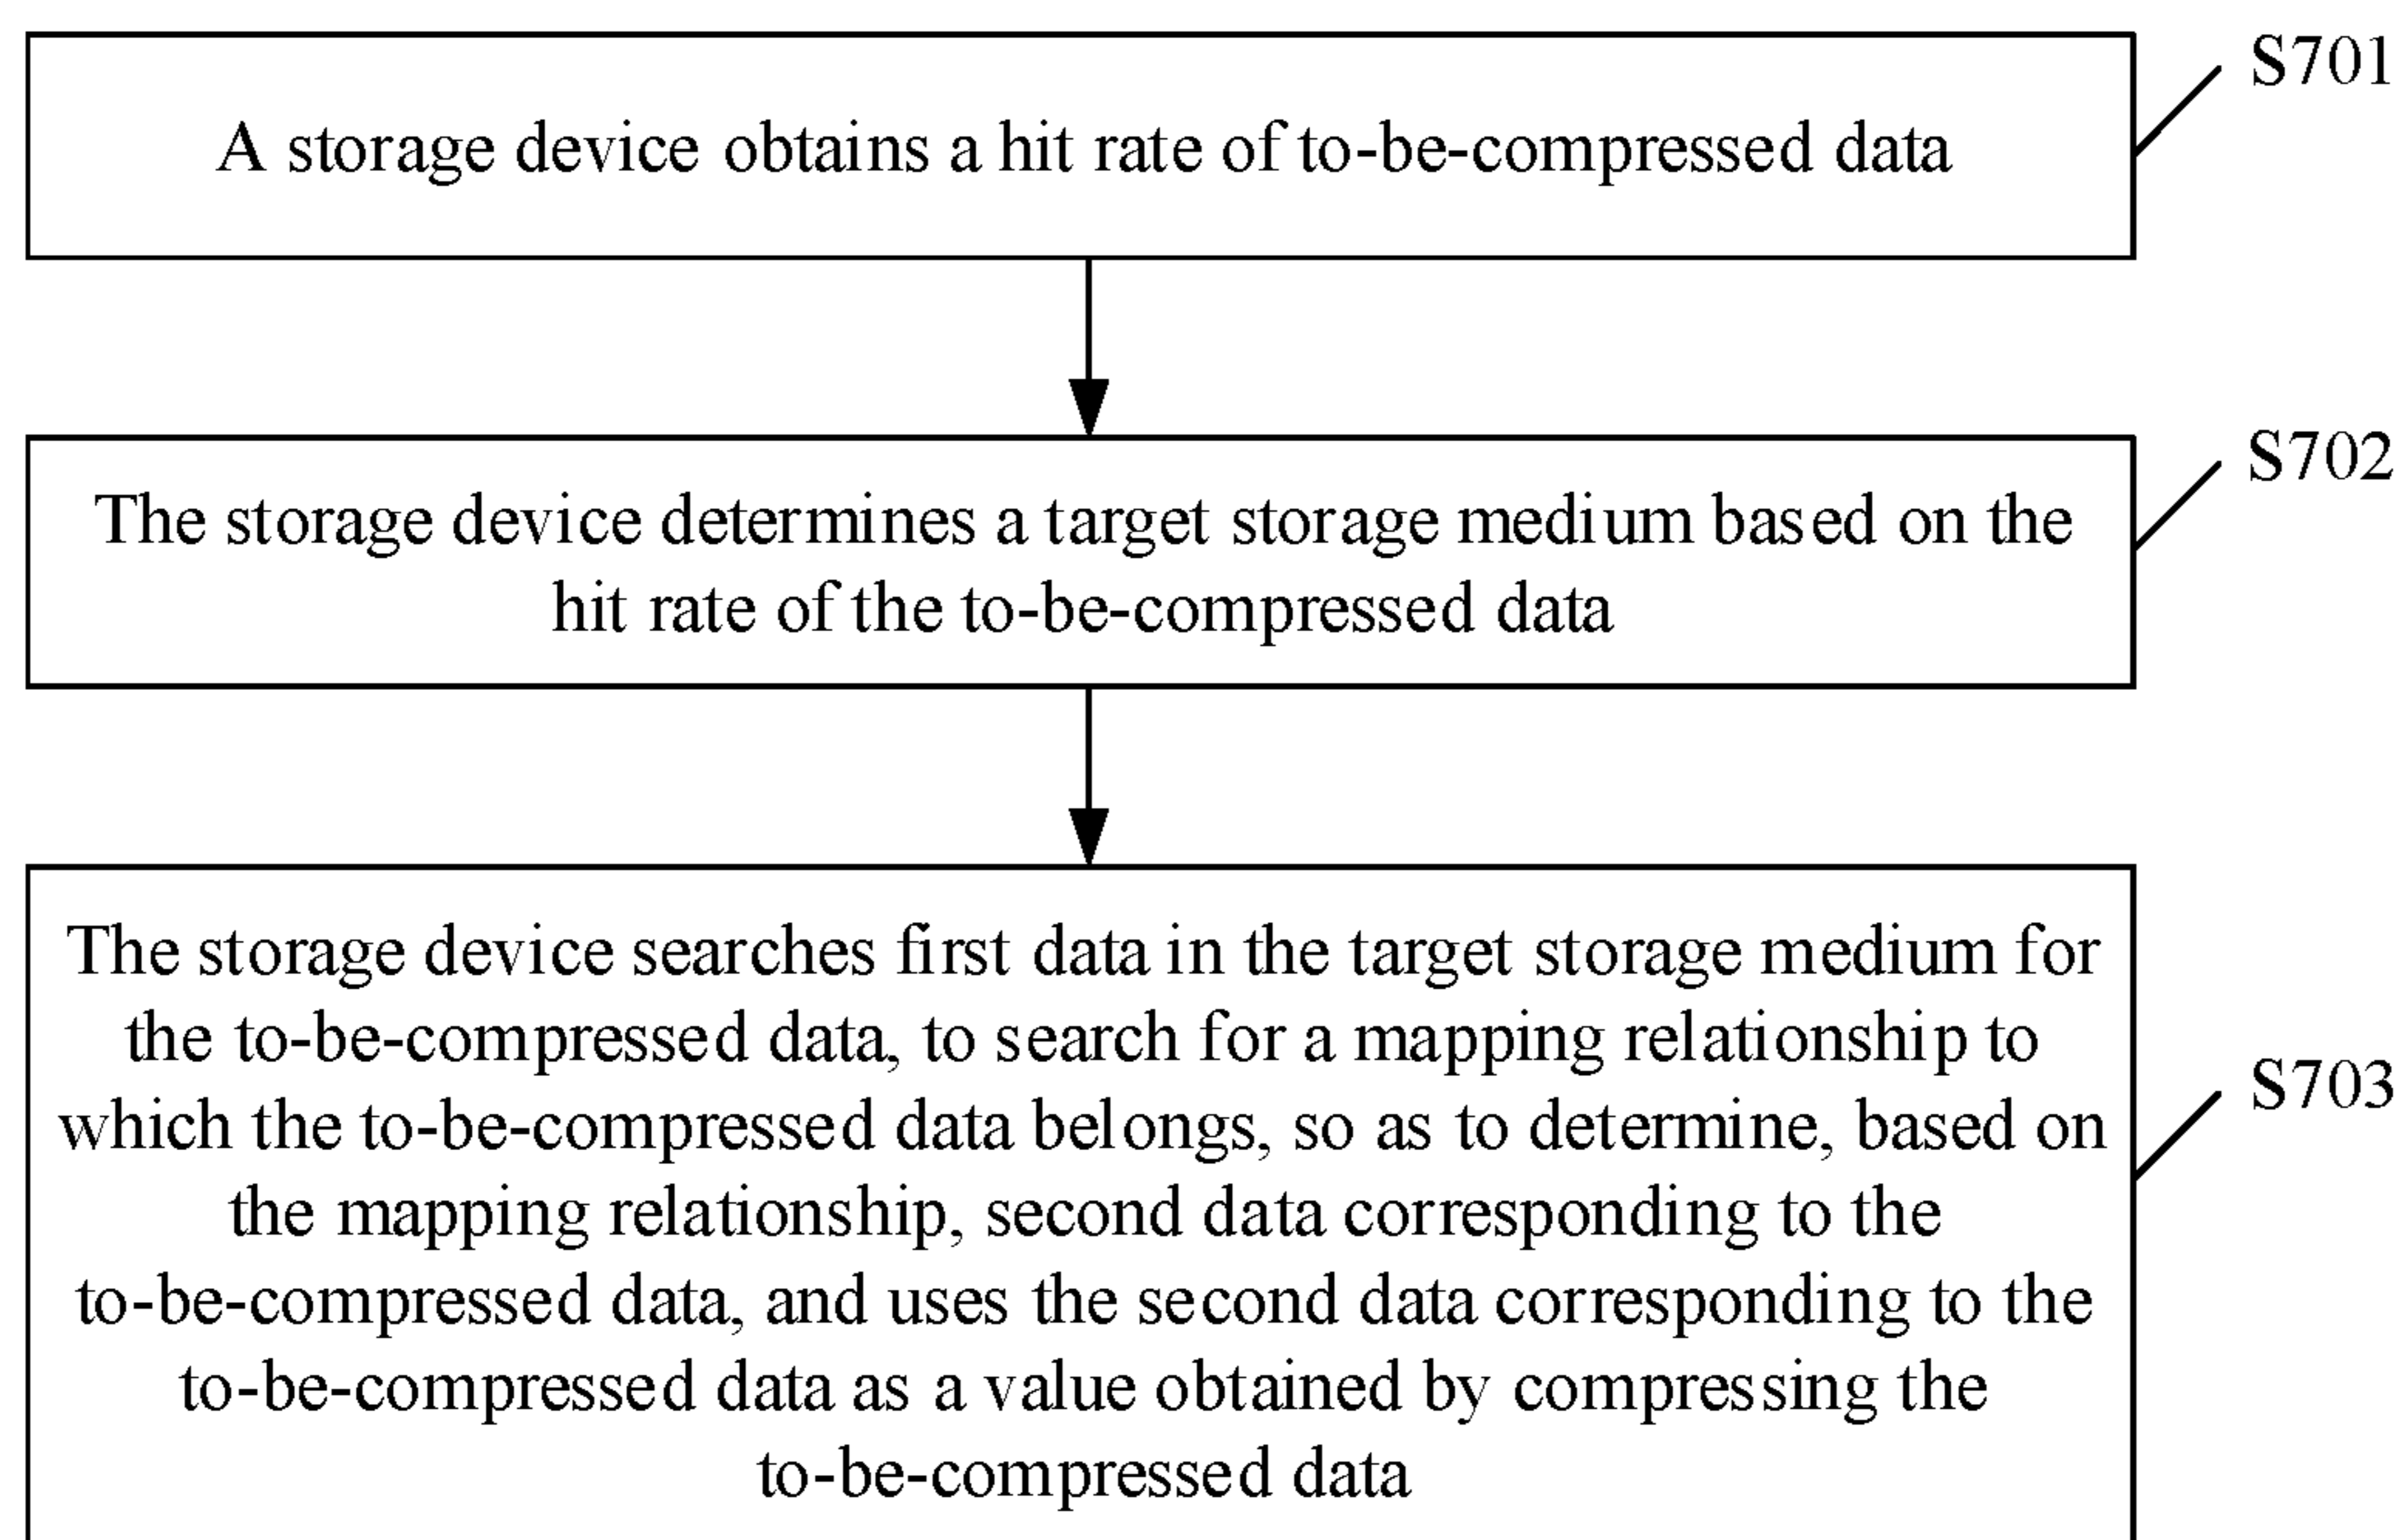 S701
A storage device obtains a hit rate of to-be-compressed data
S702
The storage device determines a target storage medium based on the
hit rate of the to-be-compressed data
The storage device searches first data in the target storage medium for
the to-be-compressed data, to search for a mapping relationship to
which the to-be-compressed data belongs, so as to determine, based on
S703
the mapping relationship, second data corresponding to the
to-be-compressed data, and uses the second data corresponding to the
to-be-compressed data as a value obtained by compressing the
to-be-compressed data